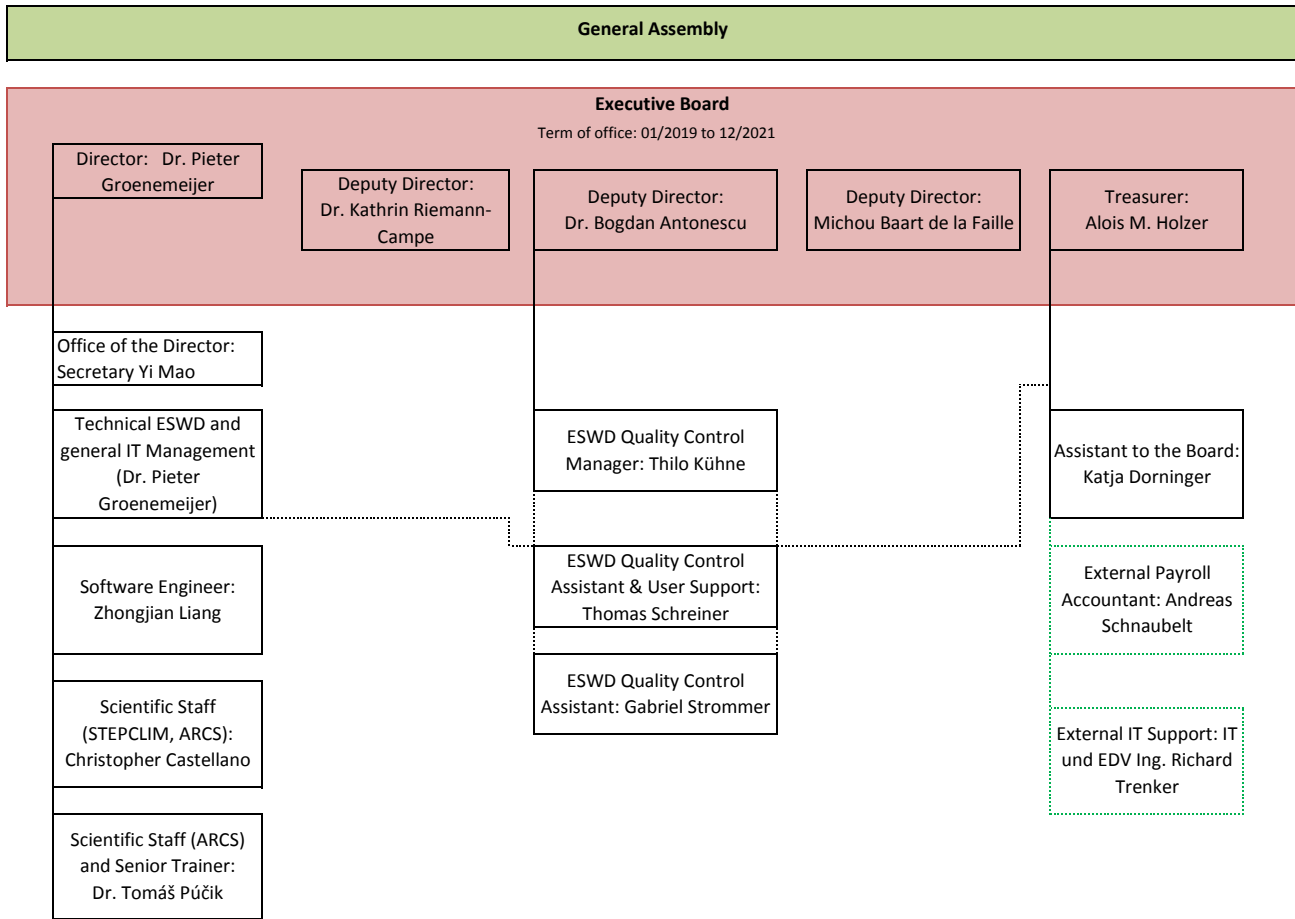 General Assembly
Executive Board
Term of office: 01/2019 to 12/2021
Director:   Dr. Pieter
Groenemeijer
Deputy Director:
Dr. Kathrin Riemann-
Campe
Deputy Director:
Dr. Bogdan Antonescu
Deputy Director:
Michou Baart de la Faille
Treasurer:
Alois M. Holzer
Office of the Director:
Secretary Yi Mao
Technical ESWD and
general IT Management
(Dr. Pieter
Groenemeijer)
Software Engineer:
Zhongjian Liang
Scientific Staff
(STEPCLIM, ARCS):
Christopher Castellano
Scientific Staff (ARCS)
and Senior Trainer:
Dr. Tomáš Púčik
ESWD Quality Control
Manager: Thilo Kühne
ESWD Quality Control
Assistant & User Support:
Thomas Schreiner
ESWD Quality Control
Assistant: Gabriel Strommer
Assistant to the Board:
Katja Dorninger
External Payroll
Accountant: Andreas
Schnaubelt
External IT Support: IT
und EDV Ing. Richard
Trenker